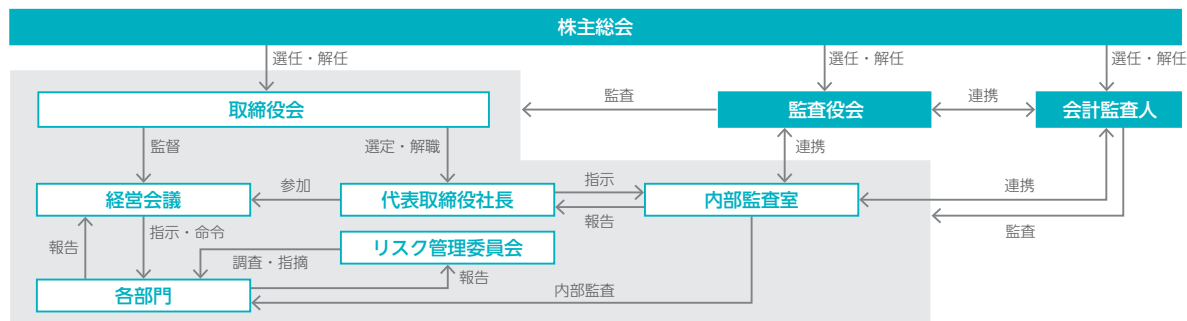 株主総会
選任・解任
選任・解任
選任・解任
取締役会
監査
監査役会
連携
会計監査人
監督
選定・解職
連携
経営会議
参加
代表取締役社長
指示
報告
内部監査室
連携
監査
報告
指示・命令
リスク管理委員会
調査・指摘
報告
各部門
内部監査